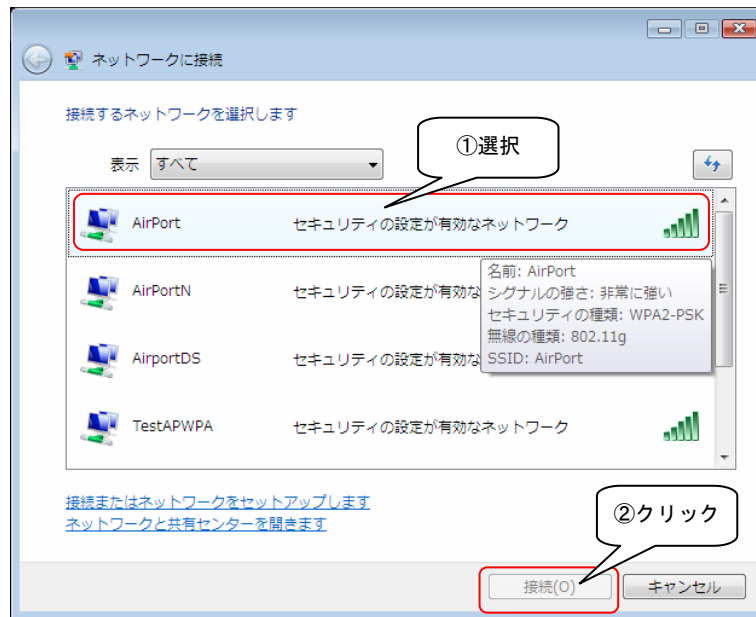 ネットワークに接続
接続するネットワークを選択します
①選択
表示 すべて
AirPort セキュリティの設定が有効なネットワーク
名前: AirPort
AirPortN セキュリティの設定が有効な
シグナルの強さ: 非常に強い
セキュリティの種類: WPA2-PSK
無線の種類: 802.11g
AirportDS セキュリティの設定が有効な
SSID: AirPort
TestAPWPA セキュリティの設定が有効なネットワーク
接続またはネットワークをセットアップします
ネットワークと共有センターを開きます
②クリック
接続(O) キャンセル